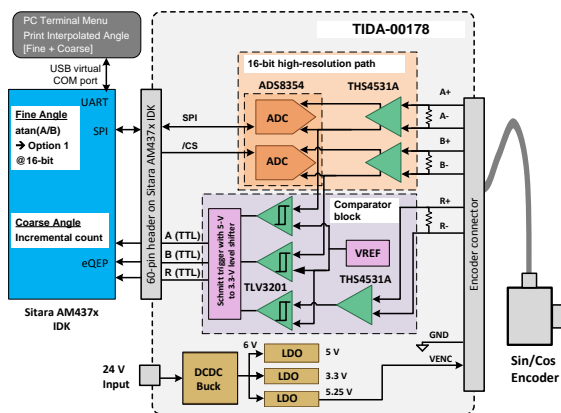 PC Terminal Menu
Print Interpolated Angle
[Fine + Coarse]
USB virtual
COM port
TIDA-00178
16-bit high-resolution path
ADS8354
THS4531A
UART
Fine Angle
atan(A/B)
→ Option 1
@16-bit
SPI
SPI
/CS
ADC
ADC
A+
A-
B+
B-
R+
R-
60-pin header on Sitara AM437x IDK
Encoder connector
Comparator
block
Coarse Angle
Incremental count
A (TTL)
B (TTL)
R (TTL)
eQEP
Schmitt trigger with 5-V
to 3.3-V level shifter
VREF
TLV3201
THS4531A
Sitara AM437x
IDK
GND
VENC
Sin/Cos
Encoder
24 V
Input
DCDC
Buck
6 V
LDO
5 V
LDO
3.3 V
LDO
5.25 V